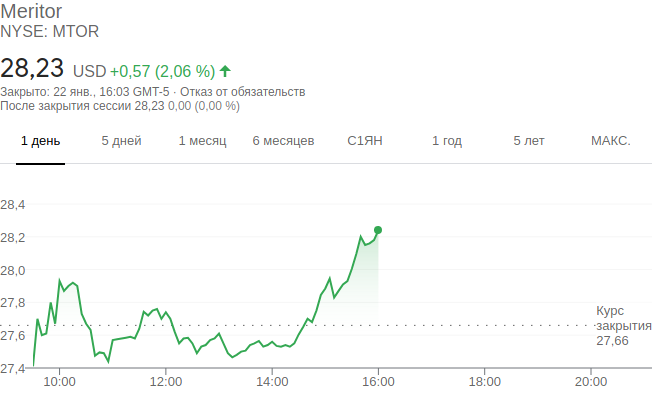 Meritor
NYSE: MTOR
28,23 USD +0,57 (2,06 %)
Закрыто: 22 янв., 16:03 GMT-5 · Отказ от обязательств
После закрытия сессии 28,23 0,00 (0,00 %)
1 день 5 дней 1 месяц 6 месяцев С1ЯН 1 год 5 лет МАКС.
28,4
28,2
28,0
27,8
27,6
27,4
Курс
закрытия
27,66
10:00 12:00 14:00 16:00 18:00 20:00